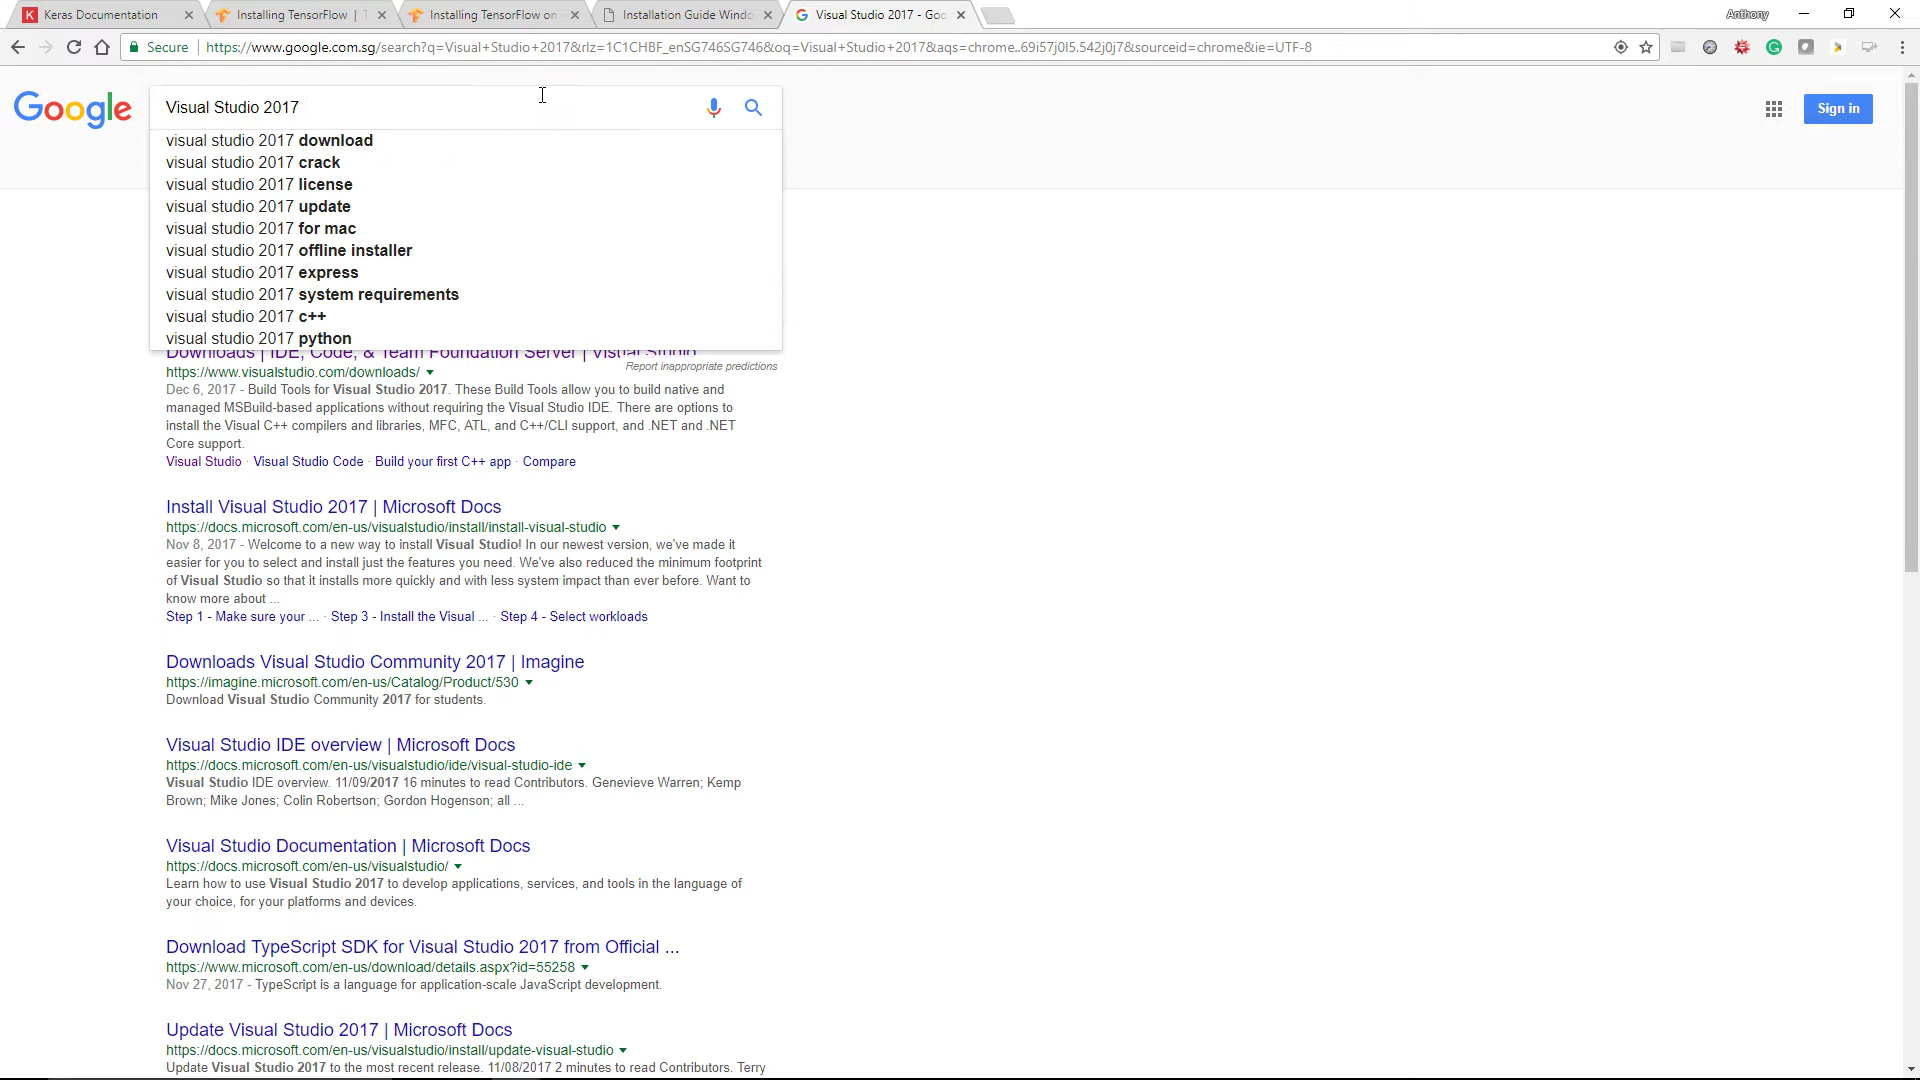 Keras Documentation
Installing TensorFlow | T
Installing TensorFlow on
Installation Guide Windo
Visual Studio 2017 - Goo
Anthony
Secure
https://www.google.com.sg/search?q=Visual+Studio+2017&rlz=1C1CHBF_enSG746SG746&oq=Visual+Studio+2017&aqs=chrome..69i57j0l5.542j0j7&sourceid=chrome&ie=UTF-8
Google
Visual Studio 2017
Sign in
visual studio 2017 download
visual studio 2017 crack
visual studio 2017 license
visual studio 2017 update
visual studio 2017 for mac
visual studio 2017 offline installer
visual studio 2017 express
visual studio 2017 system requirements
visual studio 2017 c++
visual studio 2017 python
Downloads | IDE, Code, & Team Foundation Server | Visual Studio
Report inappropriate predictions
https://www.visualstudio.com/downloads/
Dec 6, 2017 - Build Tools for Visual Studio 2017. These Build Tools allow you to build native and
managed MSBuild-based applications without requiring the Visual Studio IDE. There are options to
install the Visual C++ compilers and libraries, MFC, ATL, and C++/CLI support, and .NET and .NET
Core support.
Visual Studio · Visual Studio Code · Build your first C++ app · Compare
Install Visual Studio 2017 | Microsoft Docs
https://docs.microsoft.com/en-us/visualstudio/install/install-visual-studio
Nov 8, 2017 - Welcome to a new way to install Visual Studio! In our newest version, we've made it
easier for you to select and install just the features you need. We've also reduced the minimum footprint
of Visual Studio so that it installs more quickly and with less system impact than ever before. Want to
know more about ...
Step 1 - Make sure your ... · Step 3 - Install the Visual ... · Step 4 - Select workloads
Downloads Visual Studio Community 2017 | Imagine
https://imagine.microsoft.com/en-us/Catalog/Product/530
Download Visual Studio Community 2017 for students.
Visual Studio IDE overview | Microsoft Docs
https://docs.microsoft.com/en-us/visualstudio/ide/visual-studio-ide
Visual Studio IDE overview. 11/09/2017 16 minutes to read Contributors. Genevieve Warren; Kemp
Brown; Mike Jones; Colin Robertson; Gordon Hogenson; all ...
Visual Studio Documentation | Microsoft Docs
https://docs.microsoft.com/en-us/visualstudio/
Learn how to use Visual Studio 2017 to develop applications, services, and tools in the language of
your choice, for your platforms and devices.
Download TypeScript SDK for Visual Studio 2017 from Official ...
https://www.microsoft.com/en-us/download/details.aspx?id=55258
Nov 27, 2017 - TypeScript is a language for application-scale JavaScript development.
Update Visual Studio 2017 | Microsoft Docs
https://docs.microsoft.com/en-us/visualstudio/install/update-visual-studio
Update Visual Studio 2017 to the most recent release. 11/08/2017 2 minutes to read Contributors. Terry